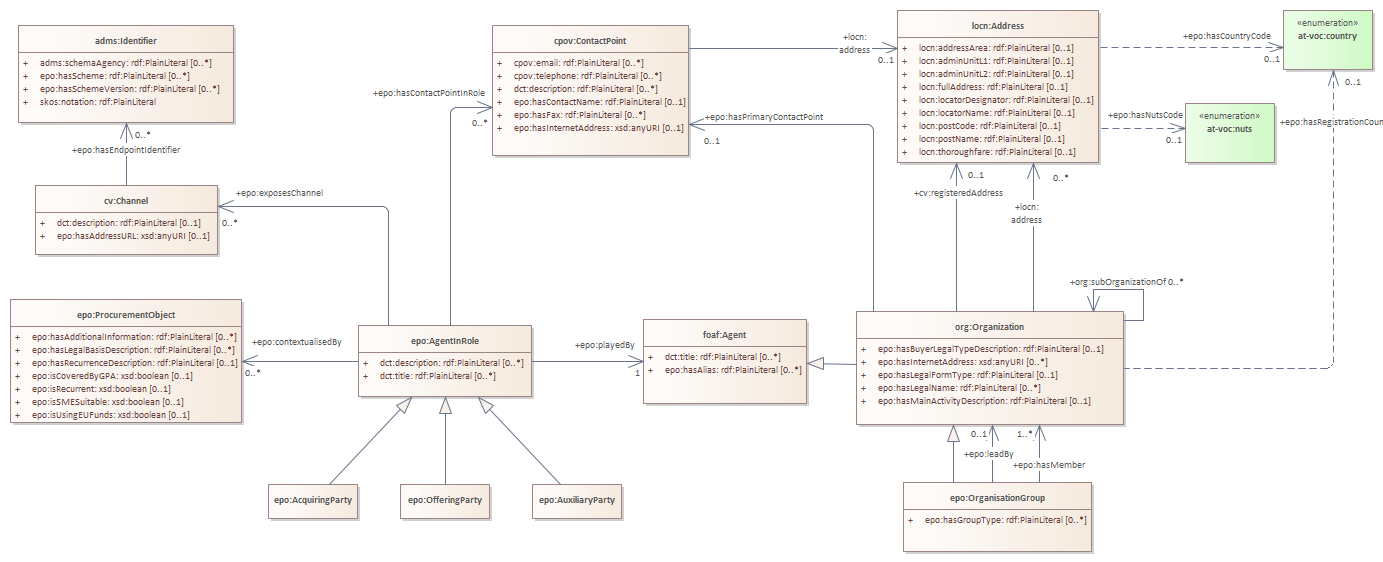 adms:Identifier
+ adms:schemaAgency: rdf:PlainLiteral [0..*]
+ epo:hasScheme: rdf:PlainLiteral [0..*]
+ epo:hasSchemeVersion: rdf:PlainLiteral [0..*]
+ skos:notation: rdf:PlainLiteral
0..*
+epo:hasEndpointIdentifier
cv:Channel
+ dct:description: rdf:PlainLiteral [0..1]
+ epo:hasAddressURL: xsd:anyURI [0..1]
+epo:exposesChannel
0..*
cpov:ContactPoint
+ cpov:email: rdf:PlainLiteral [0..*]
+ cpov:telephone: rdf:PlainLiteral [0..*]
+ dct:description: rdf:PlainLiteral [0..*]
+ epo:hasContactName: rdf:PlainLiteral [0..1]
+ epo:hasFax: rdf:PlainLiteral [0..*]
+ epo:hasInternetAddress: xsd:anyURI [0..1]
+epo:hasContactPointInRole
0..*
+locn:
address
0..1
+epo:hasPrimaryContactPoint
0..1
locn:Address
+ locn:addressArea: rdf:PlainLiteral [0..1]
+ locn:adminUnitL1: rdf:PlainLiteral [0..1]
+ locn:adminUnitL2: rdf:PlainLiteral [0..1]
+ locn:fullAddress: rdf:PlainLiteral [0..1]
+ locn:locatorDesignator: rdf:PlainLiteral [0..1]
+ locn:locatorName: rdf:PlainLiteral [0..1]
+ locn:postCode: rdf:PlainLiteral [0..1]
+ locn:postName: rdf:PlainLiteral [0..1]
+ locn:thoroughfare: rdf:PlainLiteral [0..1]
+epo:hasCountryCode
0..1
«enumeration»
at-voc:country
0..1
+epo:hasNutsCode
0..1
«enumeration»
at-voc:nuts
+epo:hasRegistrationCoun
0..1
+cv:registeredAddress
0..*
+locn:
address
+org:subOrganizationOf 0..*
epo:ProcurementObject
+ epo:hasAdditionalInformation: rdf:PlainLiteral [0..*]
+ epo:hasLegalBasisDescription: rdf:PlainLiteral [0..*]
+ epo:hasRecurrenceDescription: rdf:PlainLiteral [0..1]
+ epo:isCoveredByGPA: xsd:boolean [0..1]
+ epo:isRecurrent: xsd:boolean [0..1]
+ epo:isSMESuitable: xsd:boolean [0..1]
+ epo:isUsingEUFunds: xsd:boolean [0..1]
+epo:contextualisedBy
0..*
epo:AgentInRole
+ dct:description: rdf:PlainLiteral [0..*]
+ dct:title: rdf:PlainLiteral [0..*]
+epo:playedBy
1
foaf:Agent
+ dct:title: rdf:PlainLiteral [0..*]
+ epo:hasAlias: rdf:PlainLiteral [0..*]
org:Organization
+ epo:hasBuyerLegalTypeDescription: rdf:PlainLiteral [0..1]
+ epo:hasInternetAddress: xsd:anyURI [0..*]
+ epo:hasLegalFormType: rdf:PlainLiteral [0..1]
+ epo:hasLegalName: rdf:PlainLiteral [0..*]
+ epo:hasMainActivityDescription: rdf:PlainLiteral [0..1]
0..1
1..*
+epo:leadBy
+epo:hasMember
epo:AcquiringParty
epo:OfferingParty
epo:AuxiliaryParty
epo:OrganisationGroup
+ epo:hasGroupType: rdf:PlainLiteral [0..*]